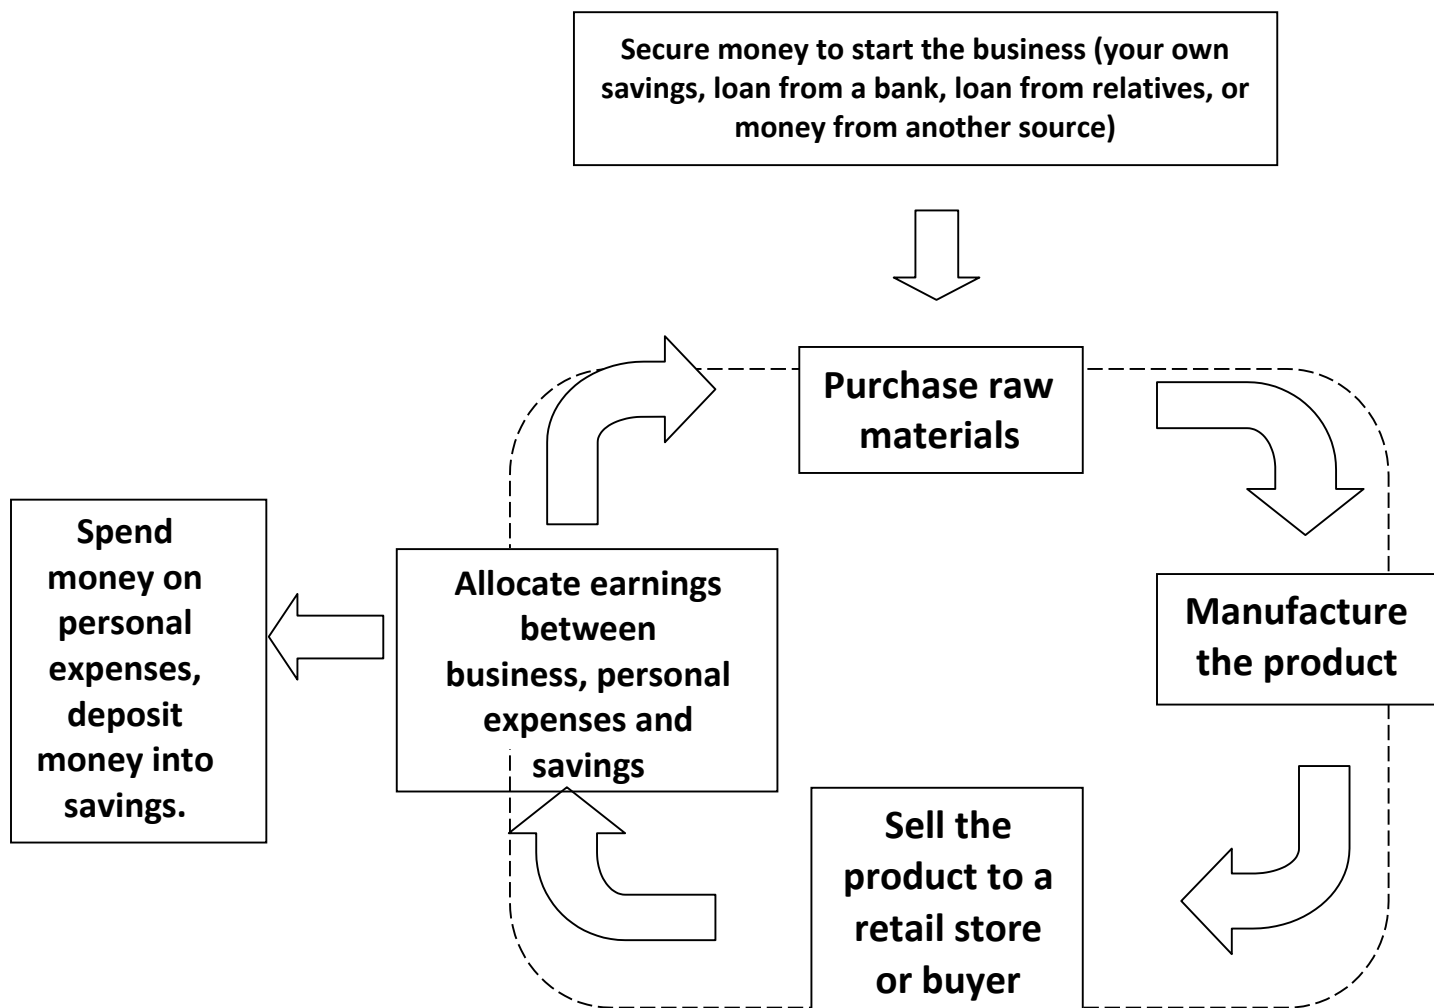 Secure money to start the business (your own
savings, loan from a bank, loan from relatives, or
money from another source)
Purchase raw
materials
Manufacture
the product
Sell the
product to a
retail store
or buyer
Allocate earnings
between
business, personal
expenses and
savings
Spend
money on
personal
expenses,
deposit
money into
savings.